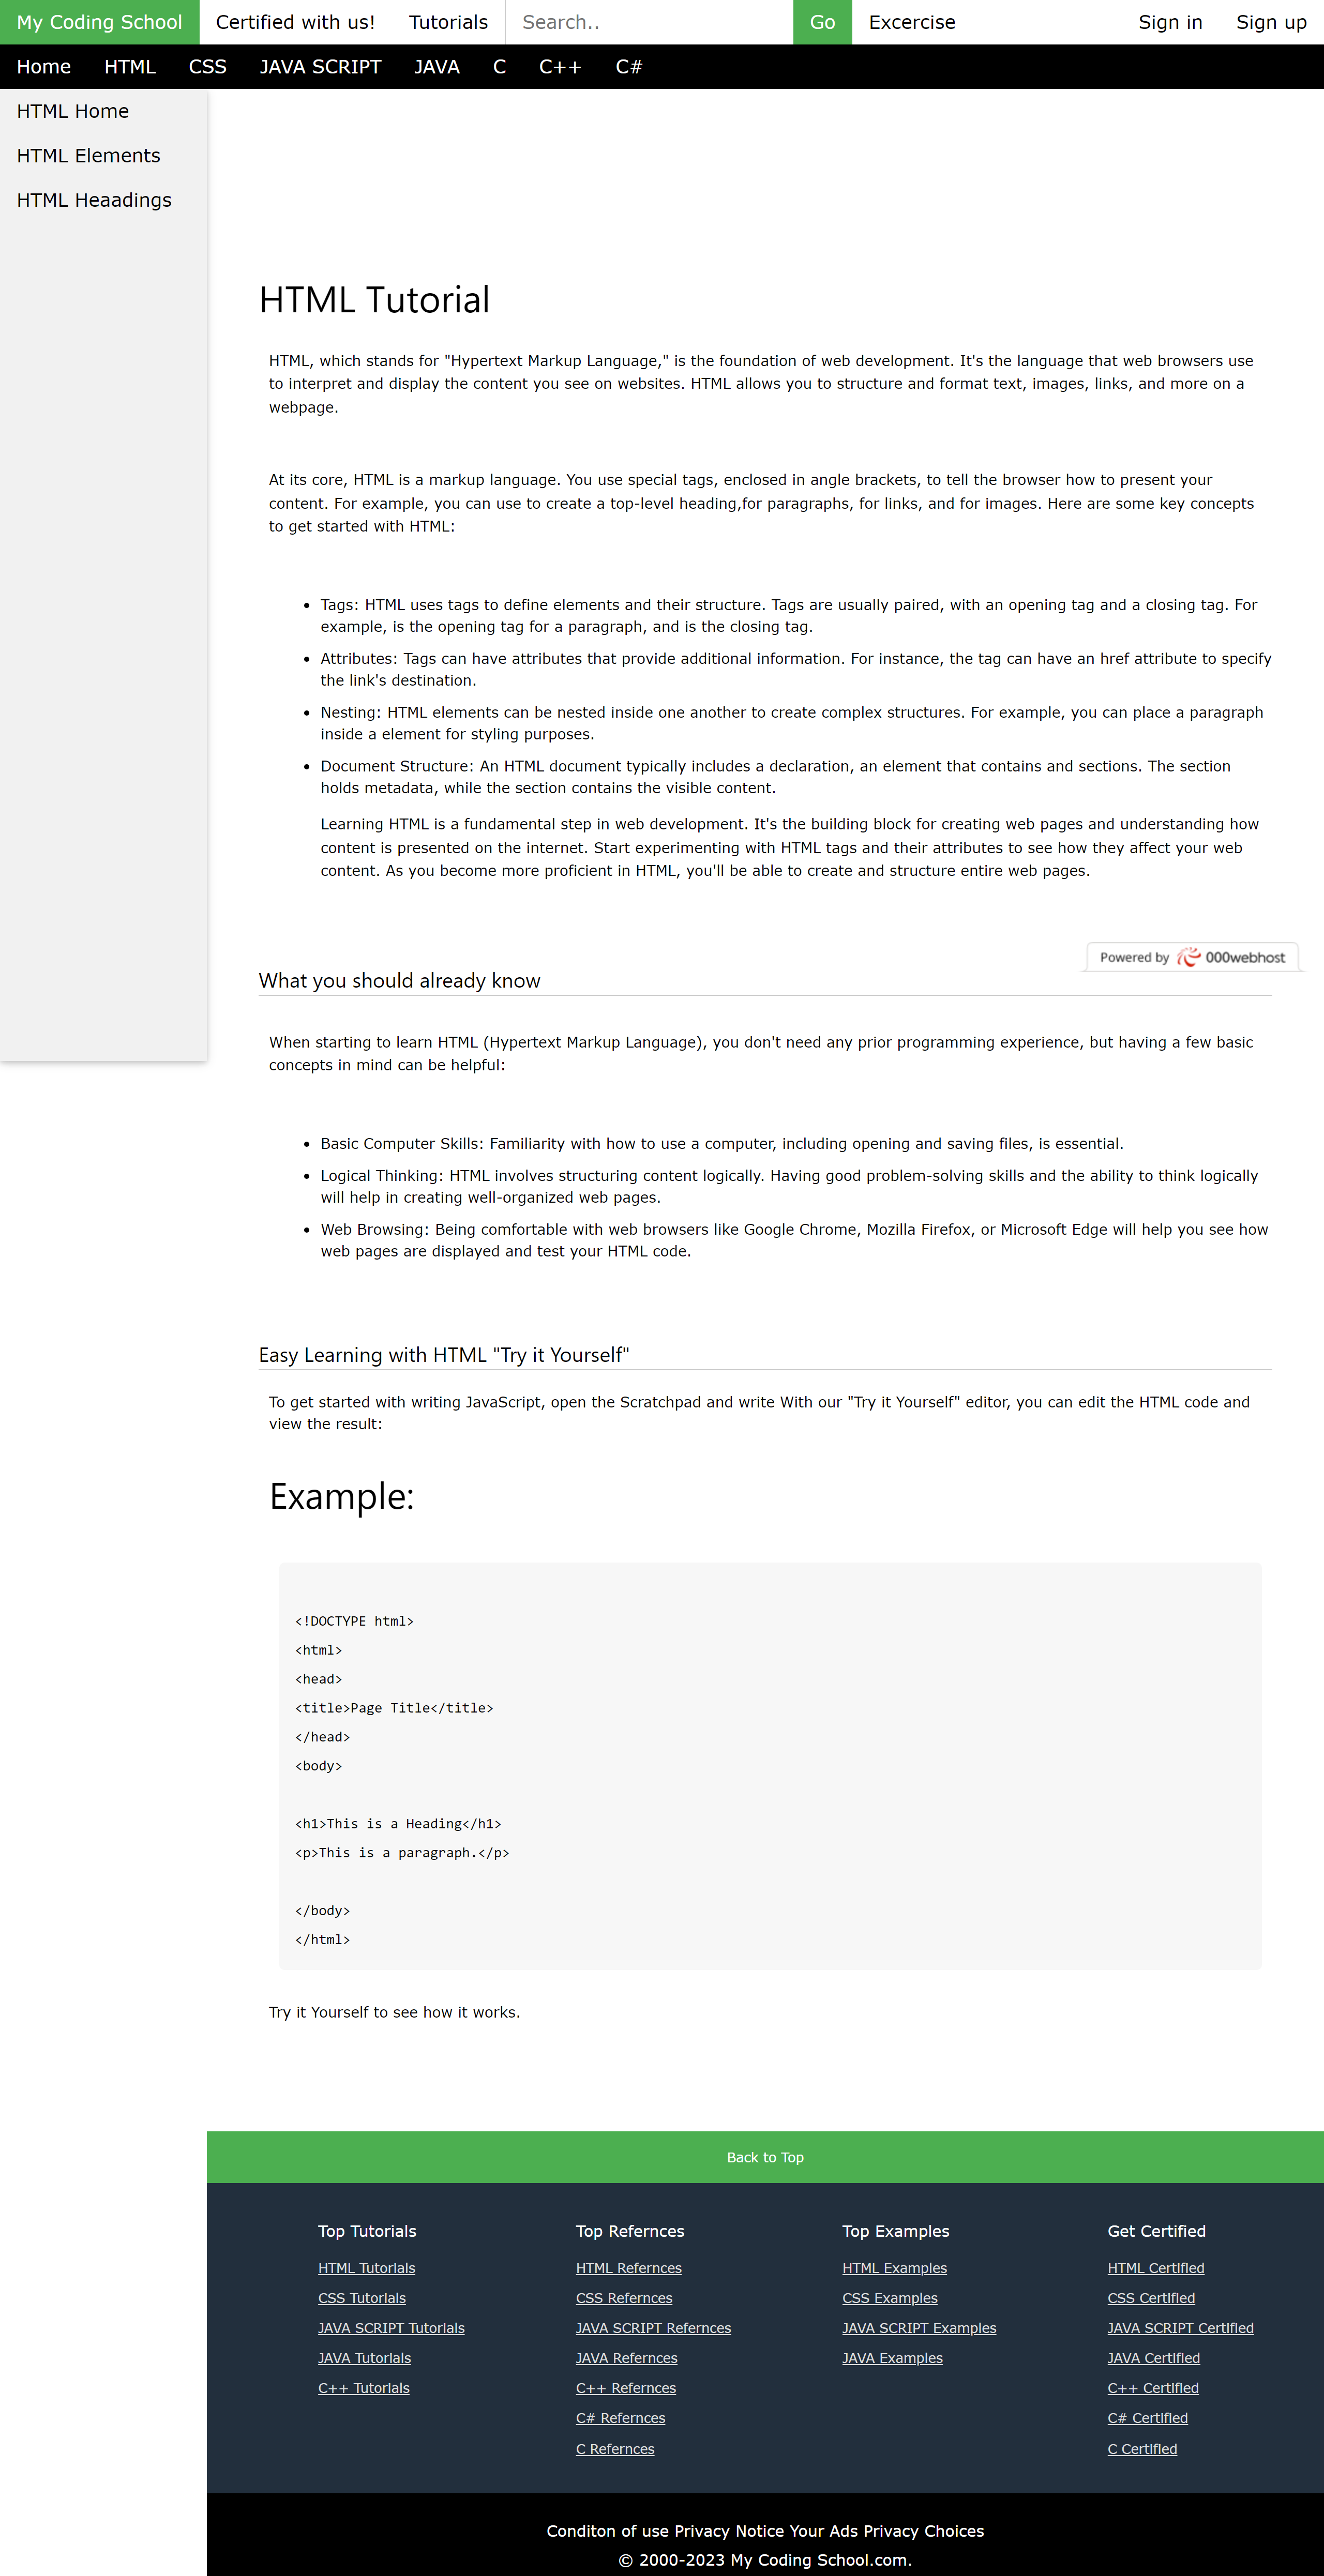 My Coding School Certified with us! Tutorials Search.. Go Excercise Sign in Sign up
Home HTML CSS JAVA SCRIPT JAVA C C++ C#
HTML Home
HTML Elements
HTML Heaadings
HTML Tutorial
HTML, which stands for "Hypertext Markup Language," is the foundation of web development. It's the language that web browsers use
to interpret and display the content you see on websites. HTML allows you to structure and format text, images, links, and more on a
webpage.
At its core, HTML is a markup language. You use special tags, enclosed in angle brackets, to tell the browser how to present your
content. For example, you can use to create a top-level heading,for paragraphs, for links, and for images. Here are some key concepts
to get started with HTML:
• Tags: HTML uses tags to define elements and their structure. Tags are usually paired, with an opening tag and a closing tag. For
example, is the opening tag for a paragraph, and is the closing tag.
• Attributes: Tags can have attributes that provide additional information. For instance, the tag can have an href attribute to specify
the link's destination.
• Nesting: HTML elements can be nested inside one another to create complex structures. For example, you can place a paragraph
inside a element for styling purposes.
• Document Structure: An HTML document typically includes a declaration, an element that contains and sections. The section
holds metadata, while the section contains the visible content.
Learning HTML is a fundamental step in web development. It's the building block for creating web pages and understanding how
content is presented on the internet. Start experimenting with HTML tags and their attributes to see how they affect your web
content. As you become more proficient in HTML, you'll be able to create and structure entire web pages.
Powered by 000webhost
What you should already know
When starting to learn HTML (Hypertext Markup Language), you don't need any prior programming experience, but having a few basic
concepts in mind can be helpful:
• Basic Computer Skills: Familiarity with how to use a computer, including opening and saving files, is essential.
• Logical Thinking: HTML involves structuring content logically. Having good problem-solving skills and the ability to think logically
will help in creating well-organized web pages.
• Web Browsing: Being comfortable with web browsers like Google Chrome, Mozilla Firefox, or Microsoft Edge will help you see how
web pages are displayed and test your HTML code.
Easy Learning with HTML "Try it Yourself"
To get started with writing JavaScript, open the Scratchpad and write With our "Try it Yourself" editor, you can edit the HTML code and
view the result:
Example:
<!DOCTYPE html>
<html>
<head>
<title>Page Title</title>
</head>
<body>
<h1>This is a Heading</h1>
<p>This is a paragraph.</p>
</body>
</html>
Try it Yourself to see how it works.
Back to Top
Top Tutorials
HTML Tutorials
CSS Tutorials
JAVA SCRIPT Tutorials
JAVA Tutorials
C++ Tutorials
Top Refernces
HTML Refernces
CSS Refernces
JAVA SCRIPT Refernces
JAVA Refernces
C++ Refernces
C# Refernces
C Refernces
Top Examples
HTML Examples
CSS Examples
JAVA SCRIPT Examples
JAVA Examples
Get Certified
HTML Certified
CSS Certified
JAVA SCRIPT Certified
JAVA Certified
C++ Certified
C# Certified
C Certified
Conditon of use Privacy Notice Your Ads Privacy Choices
© 2000-2023 My Coding School.com.